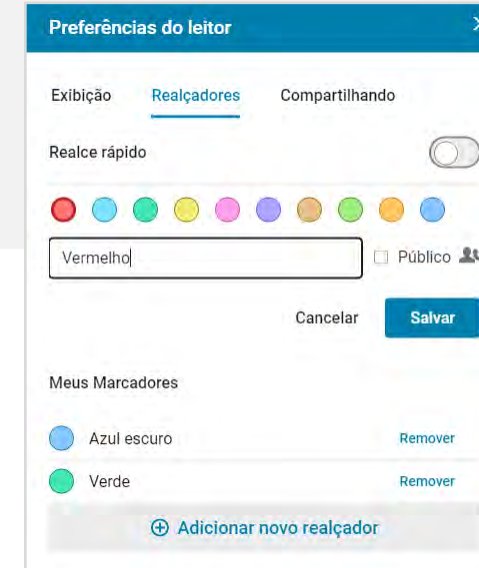 Preferências do leitor
Exibição Realçadores Compartilhando
Realce rápido
Vermelho Público
Cancelar Salvar
Meus Marcadores
Azul escuro Remover
Verde Remover
Adicionar novo realçador